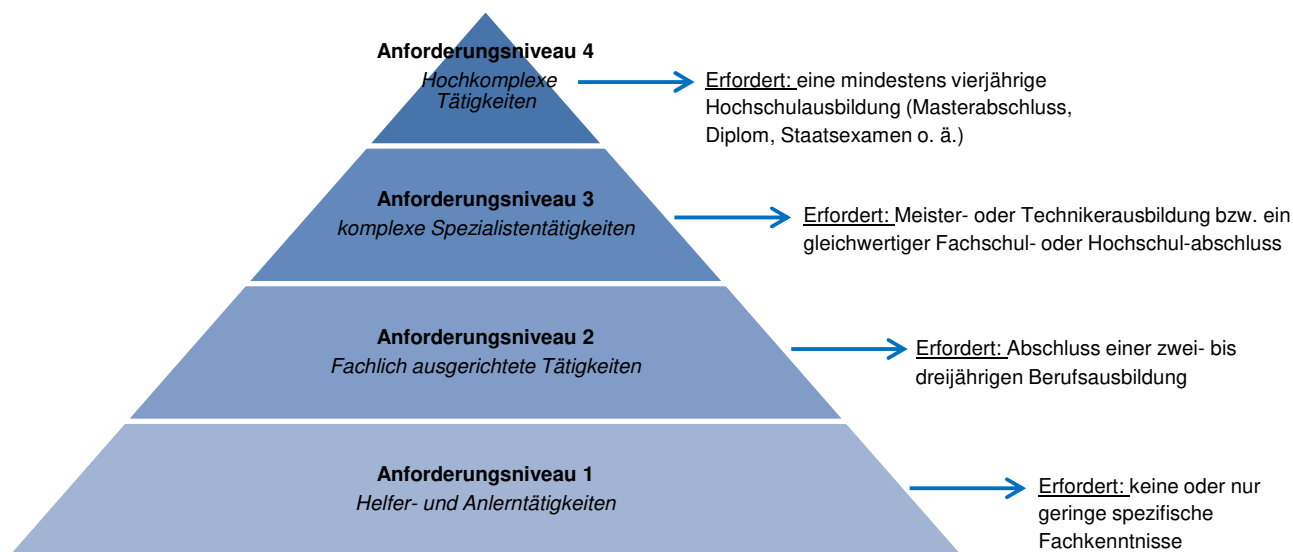 Anforderungsniveau 4
Hochkomplexe
Tätigkeiten
Erfordert: eine mindestens vierjährige
Hochschulausbildung (Masterabschluss,
Diplom, Staatsexamen o. ä.)
Anforderungsniveau 3
komplexe Spezialistentätigkeiten
Erfordert: Meister- oder Technikerausbildung bzw. ein
gleichwertiger Fachschul- oder Hochschul-abschluss
Anforderungsniveau 2
Fachlich ausgerichtete Tätigkeiten
Erfordert: Abschluss einer zwei- bis
dreijährigen Berufsausbildung
Anforderungsniveau 1
Helfer- und Anlerntätigkeiten
Erfordert: keine oder nur
geringe spezifische
Fachkenntnisse